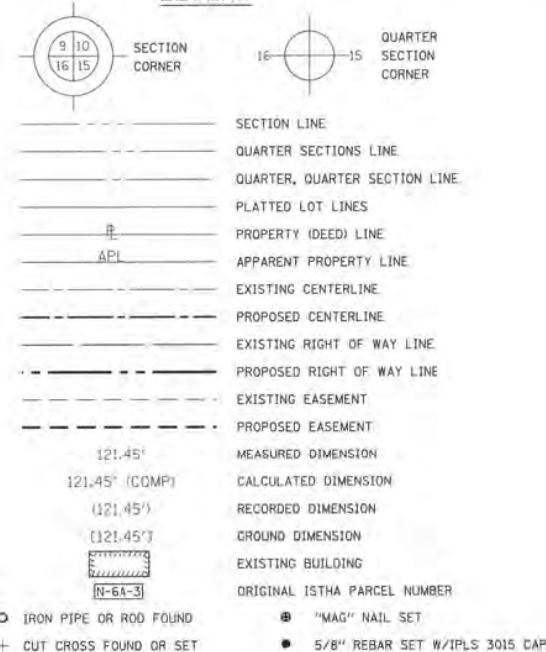 9 10
16 15
SECTION
CORNER
16 15
QUARTER
SECTION
CORNER
SECTION LINE
QUARTER SECTIONS LINE
QUARTER, QUARTER SECTION LINE
PLATTED LOT LINES
PL PROPERTY (DEED) LINE
APL APPARENT PROPERTY LINE
EXISTING CENTERLINE
PROPOSED CENTERLINE
EXISTING RIGHT OF WAY LINE
PROPOSED RIGHT OF WAY LINE
EXISTING EASEMENT
PROPOSED EASEMENT
121.45' MEASURED DIMENSION
121.45' (COMP) CALCULATED DIMENSION
(121.45') RECORDED DIMENSION
[121.45'] GROUND DIMENSION
EXISTING BUILDING
N-6A-3 ORIGINAL ISTHA PARCEL NUMBER
IRON PIPE OR ROD FOUND "MAG" NAIL SET
CUT CROSS FOUND OR SET 5/8" REBAR SET W/IPLS 3015 CAP